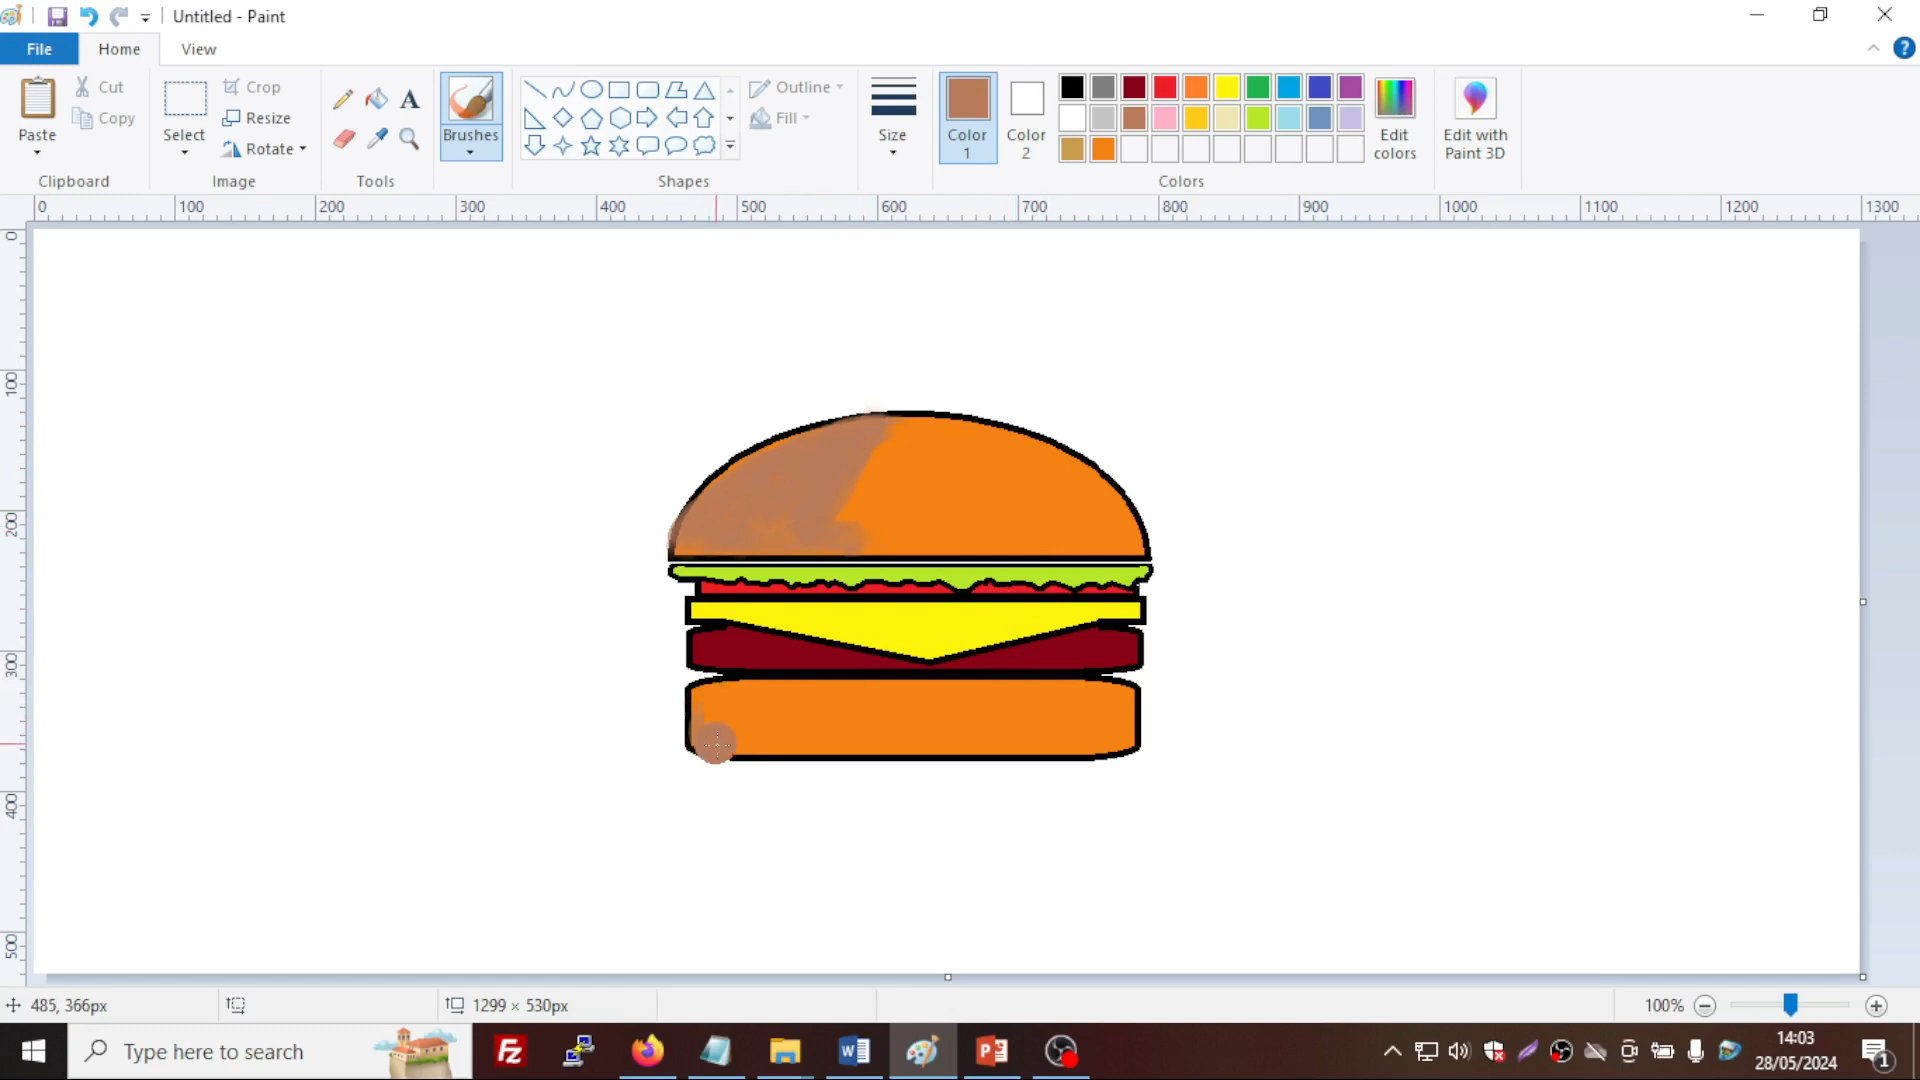 Untitled - Paint
File Home View
Paste
Cut
Copy
Clipboard
Select
Crop
Resize
Rotate
Image
A
Tools
Brushes
Outline
Fill
Shapes
Size
Color 1
Color 2
Edit colors
Colors
Edit with Paint 3D
0 100 200 300 400 500 600 700 800 900 1000 1100 1200 1300
0
100
200
300
400
500
485, 366px
1299 × 530px
100%
Type here to search
Fz
W
P
14:03
28/05/2024
1